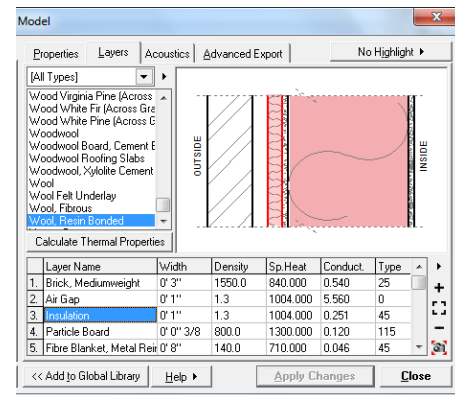 Model
Properties Layers Acoustics Advanced Export No Highlight
[All Types]
Wood Virginia Pine (Across
Wood White Fir (Across Gra
Wood White Pine (Across G
Woodwool
Woodwool Board, Cement B
Woodwool Roofing Slabs
Woodwool, Xylolite Cement
Wool
Wool Felt Underlay
Wool, Fibrous
Wool, Resin Bonded
Calculate Thermal Properties
OUTSIDE
INSIDE
Layer Name Width Density Sp.Heat Conduct. Type
1. Brick, Mediumweight 0' 3" 1550.0 840.000 0.540 25
2. Air Gap 0' 1" 1.3 1004.000 5.560 0
3. Insulation 0' 1" 1.3 1004.000 0.251 45
4. Particle Board 0' 0" 3/8 800.0 1300.000 0.120 115
5. Fibre Blanket, Metal Rein 0' 8" 140.0 710.000 0.046 45
<< Add to Global Library Help Apply Changes Close